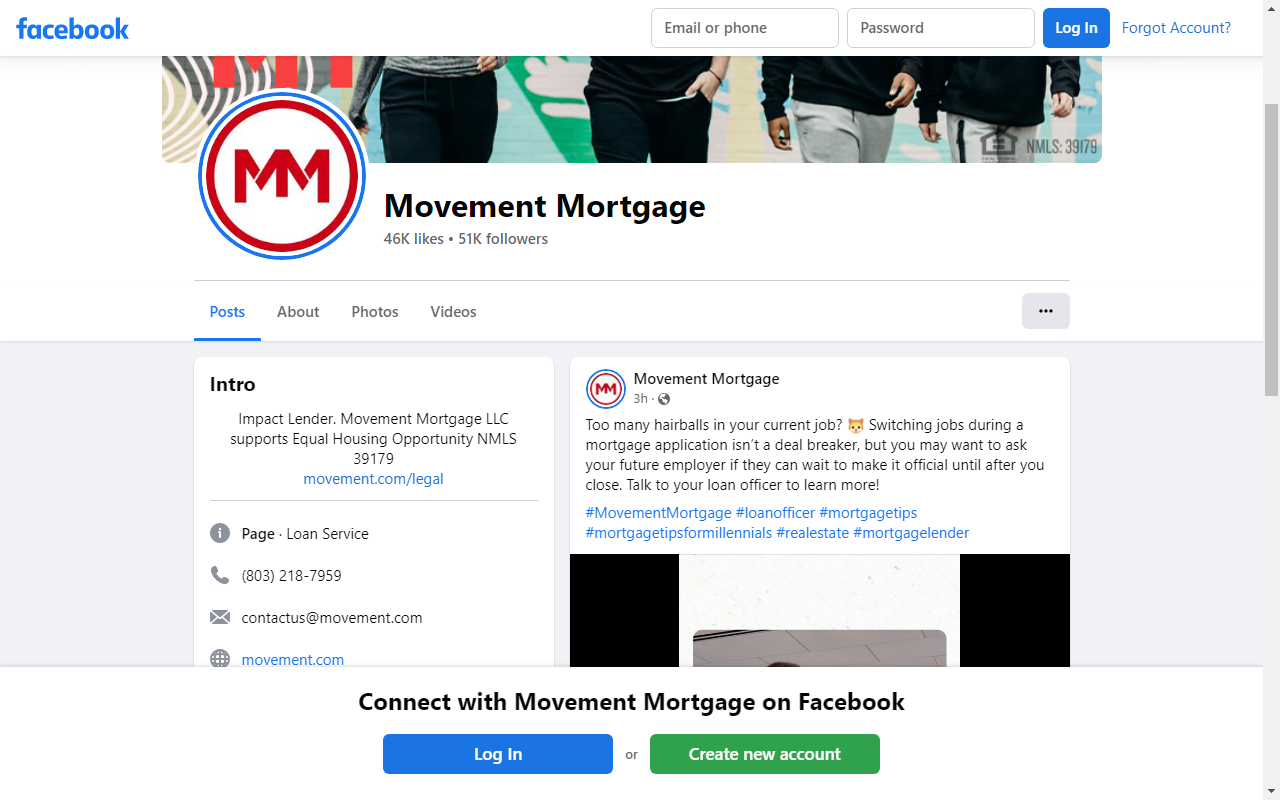 facebook
Email or phone
Password
Log In
Forgot Account?
NMLS: 39179
MM
Movement Mortgage
46K likes • 51K followers
Posts
About
Photos
Videos
Intro
Impact Lender. Movement Mortgage LLC
supports Equal Housing Opportunity NMLS
39179
movement.com/legal
Page · Loan Service
(803) 218-7959
contactus@movement.com
movement.com
MM
Movement Mortgage
3h ·
Too many hairballs in your current job? 🐱 Switching jobs during a
mortgage application isn’t a deal breaker, but you may want to ask
your future employer if they can wait to make it official until after you
close. Talk to your loan officer to learn more!
#MovementMortgage #loanofficer #mortgagetips
#mortgagetipsformillennials #realestate #mortgagelender
Connect with Movement Mortgage on Facebook
Log In
or
Create new account